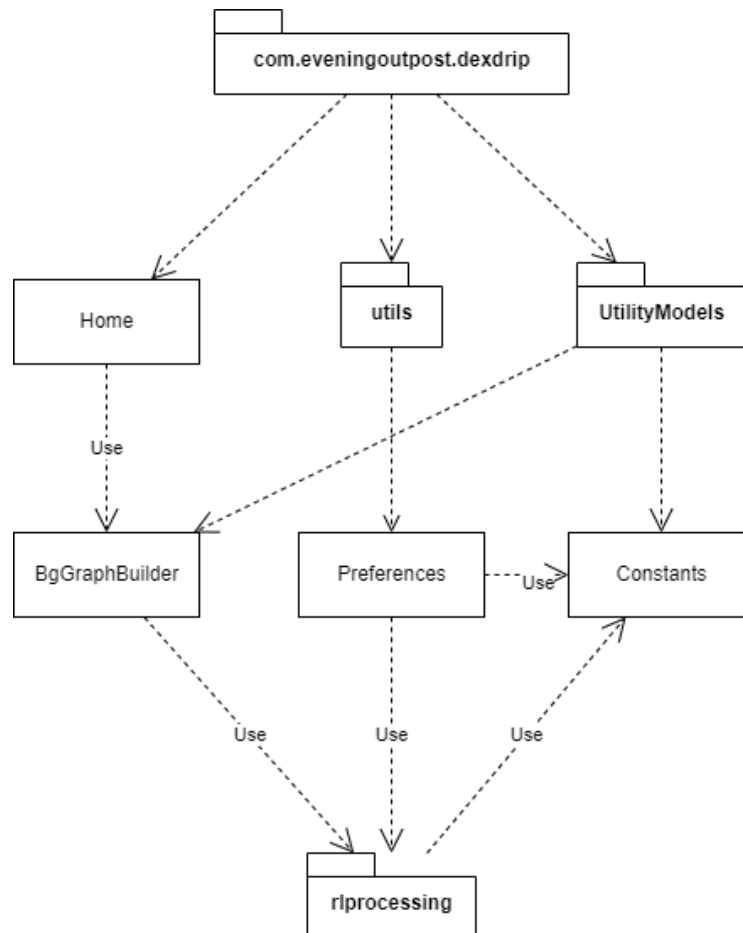 com.eveningoutpost.dexdrip
Home
utils
UtilityModels
Use
BgGraphBuilder
Preferences
Use
Constants
Use
Use
Use
rlprocessing